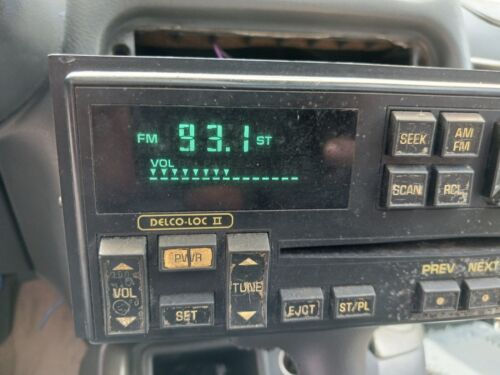 FM 93.1 ST
VOL
SEEK AM FM
SCAN RCL
DELCO-LOC II
PWR
VOL TUNE
SET
EJCT ST/PL
PREV NEXT